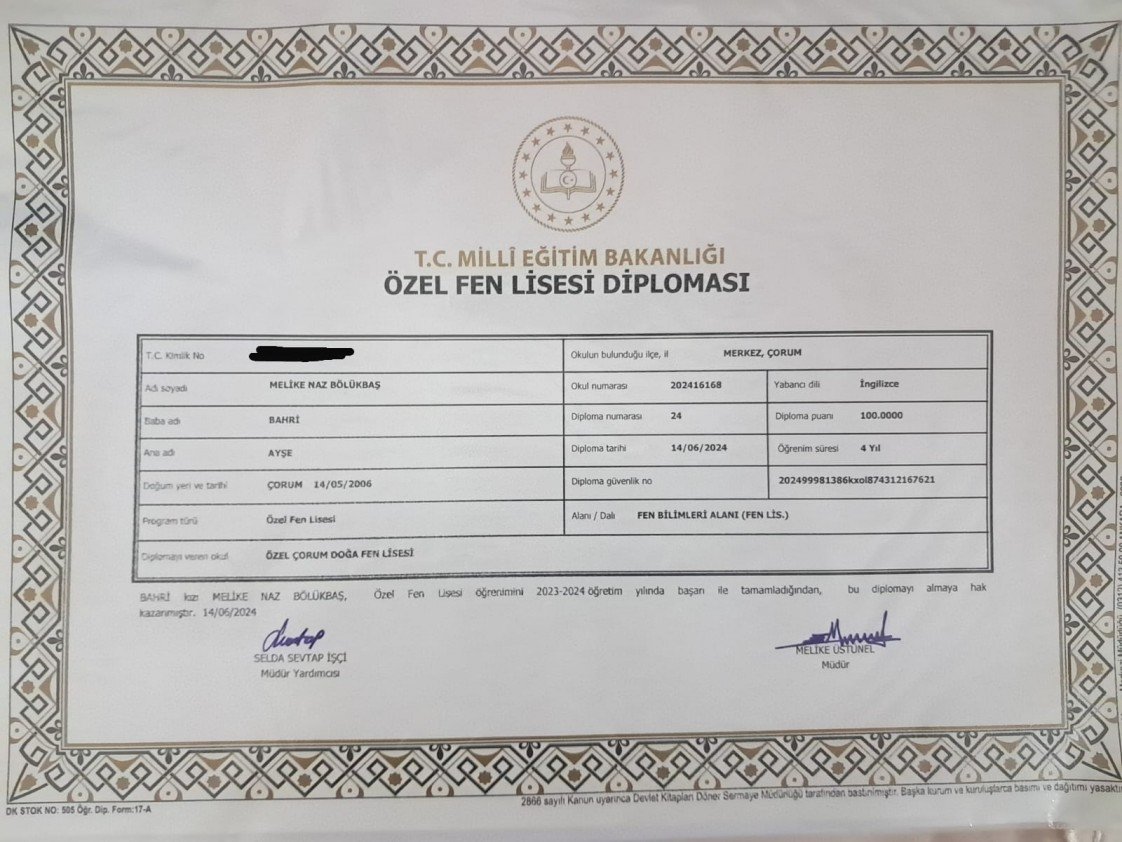 T.C. MİLLÎ EĞİTİM BAKANLIĞI
ÖZEL FEN LİSESİ DİPLOMASI
T.C. Kimlik No
Okulun bulunduğu ilçe, il MERKEZ, ÇORUM
Adı soyadı MELİKE NAZ BÖLÜKBAŞ
Okul numarası 202416168 Yabancı dili İngilizce
Baba adı BAHRİ
Diploma numarası 24 Diploma puanı 100.0000
Ana adı AYŞE
Diploma tarihi 14/06/2024 Öğrenim süresi 4 Yıl
Doğum yeri ve tarihi ÇORUM 14/05/2006
Diploma güvenlik no 202499981386kxol874312167621
Program türü Özel Fen Lisesi
Alanı / Dalı FEN BİLİMLERİ ALANI (FEN LİS.)
Diplomayı veren okul ÖZEL ÇORUM DOĞA FEN LİSESİ
BAHRİ kızı MELİKE NAZ BÖLÜKBAŞ, Özel Fen Lisesi öğrenimini 2023-2024 öğretim yılında başarı ile tamamladığından, bu diplomayı almaya hak
kazanmıştır. 14/06/2024
SELDA SEVTAP İŞÇİ
Müdür Yardımcısı
MELİKE ÜSTÜNEL
Müdür
DK STOK NO: 505 Öğr. Dip. Form:17-A
2866 sayılı Kanun uyarınca Devlet Kitapları Döner Sermaye Müdürlüğü tarafından bastırılmıştır. Başka kurum ve kuruluşlarca basımı ve dağıtımı yasaktır